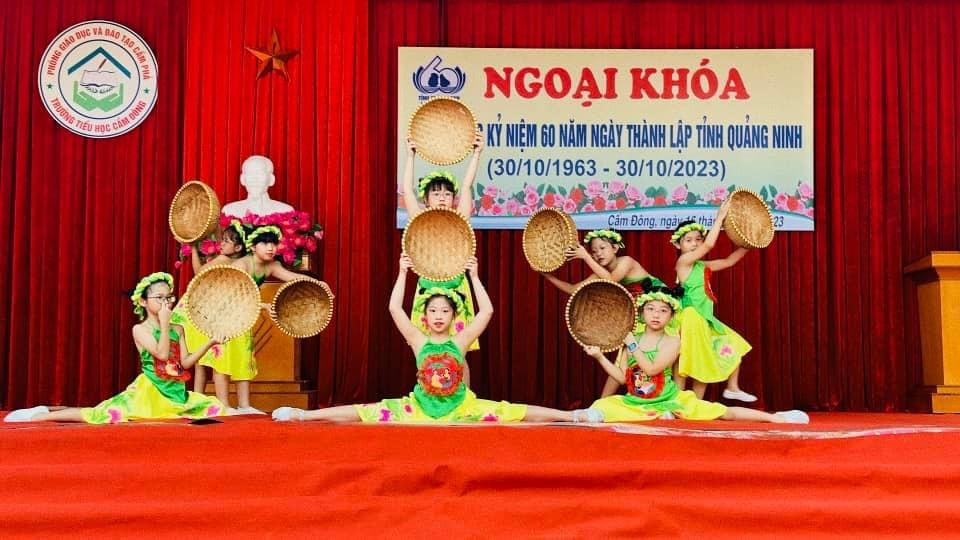 PHÒNG GIÁO DỤC VÀ ĐÀO TẠO CẨM PHẢ
TRƯỜNG TIỂU HỌC CẨM ĐÔNG
60
NGOẠI KHÓA
KỶ NIỆM 60 NĂM NGÀY THÀNH LẬP TỈNH QUẢNG NINH
(30/10/1963 - 30/10/2023)
Cẩm Đông, ngày